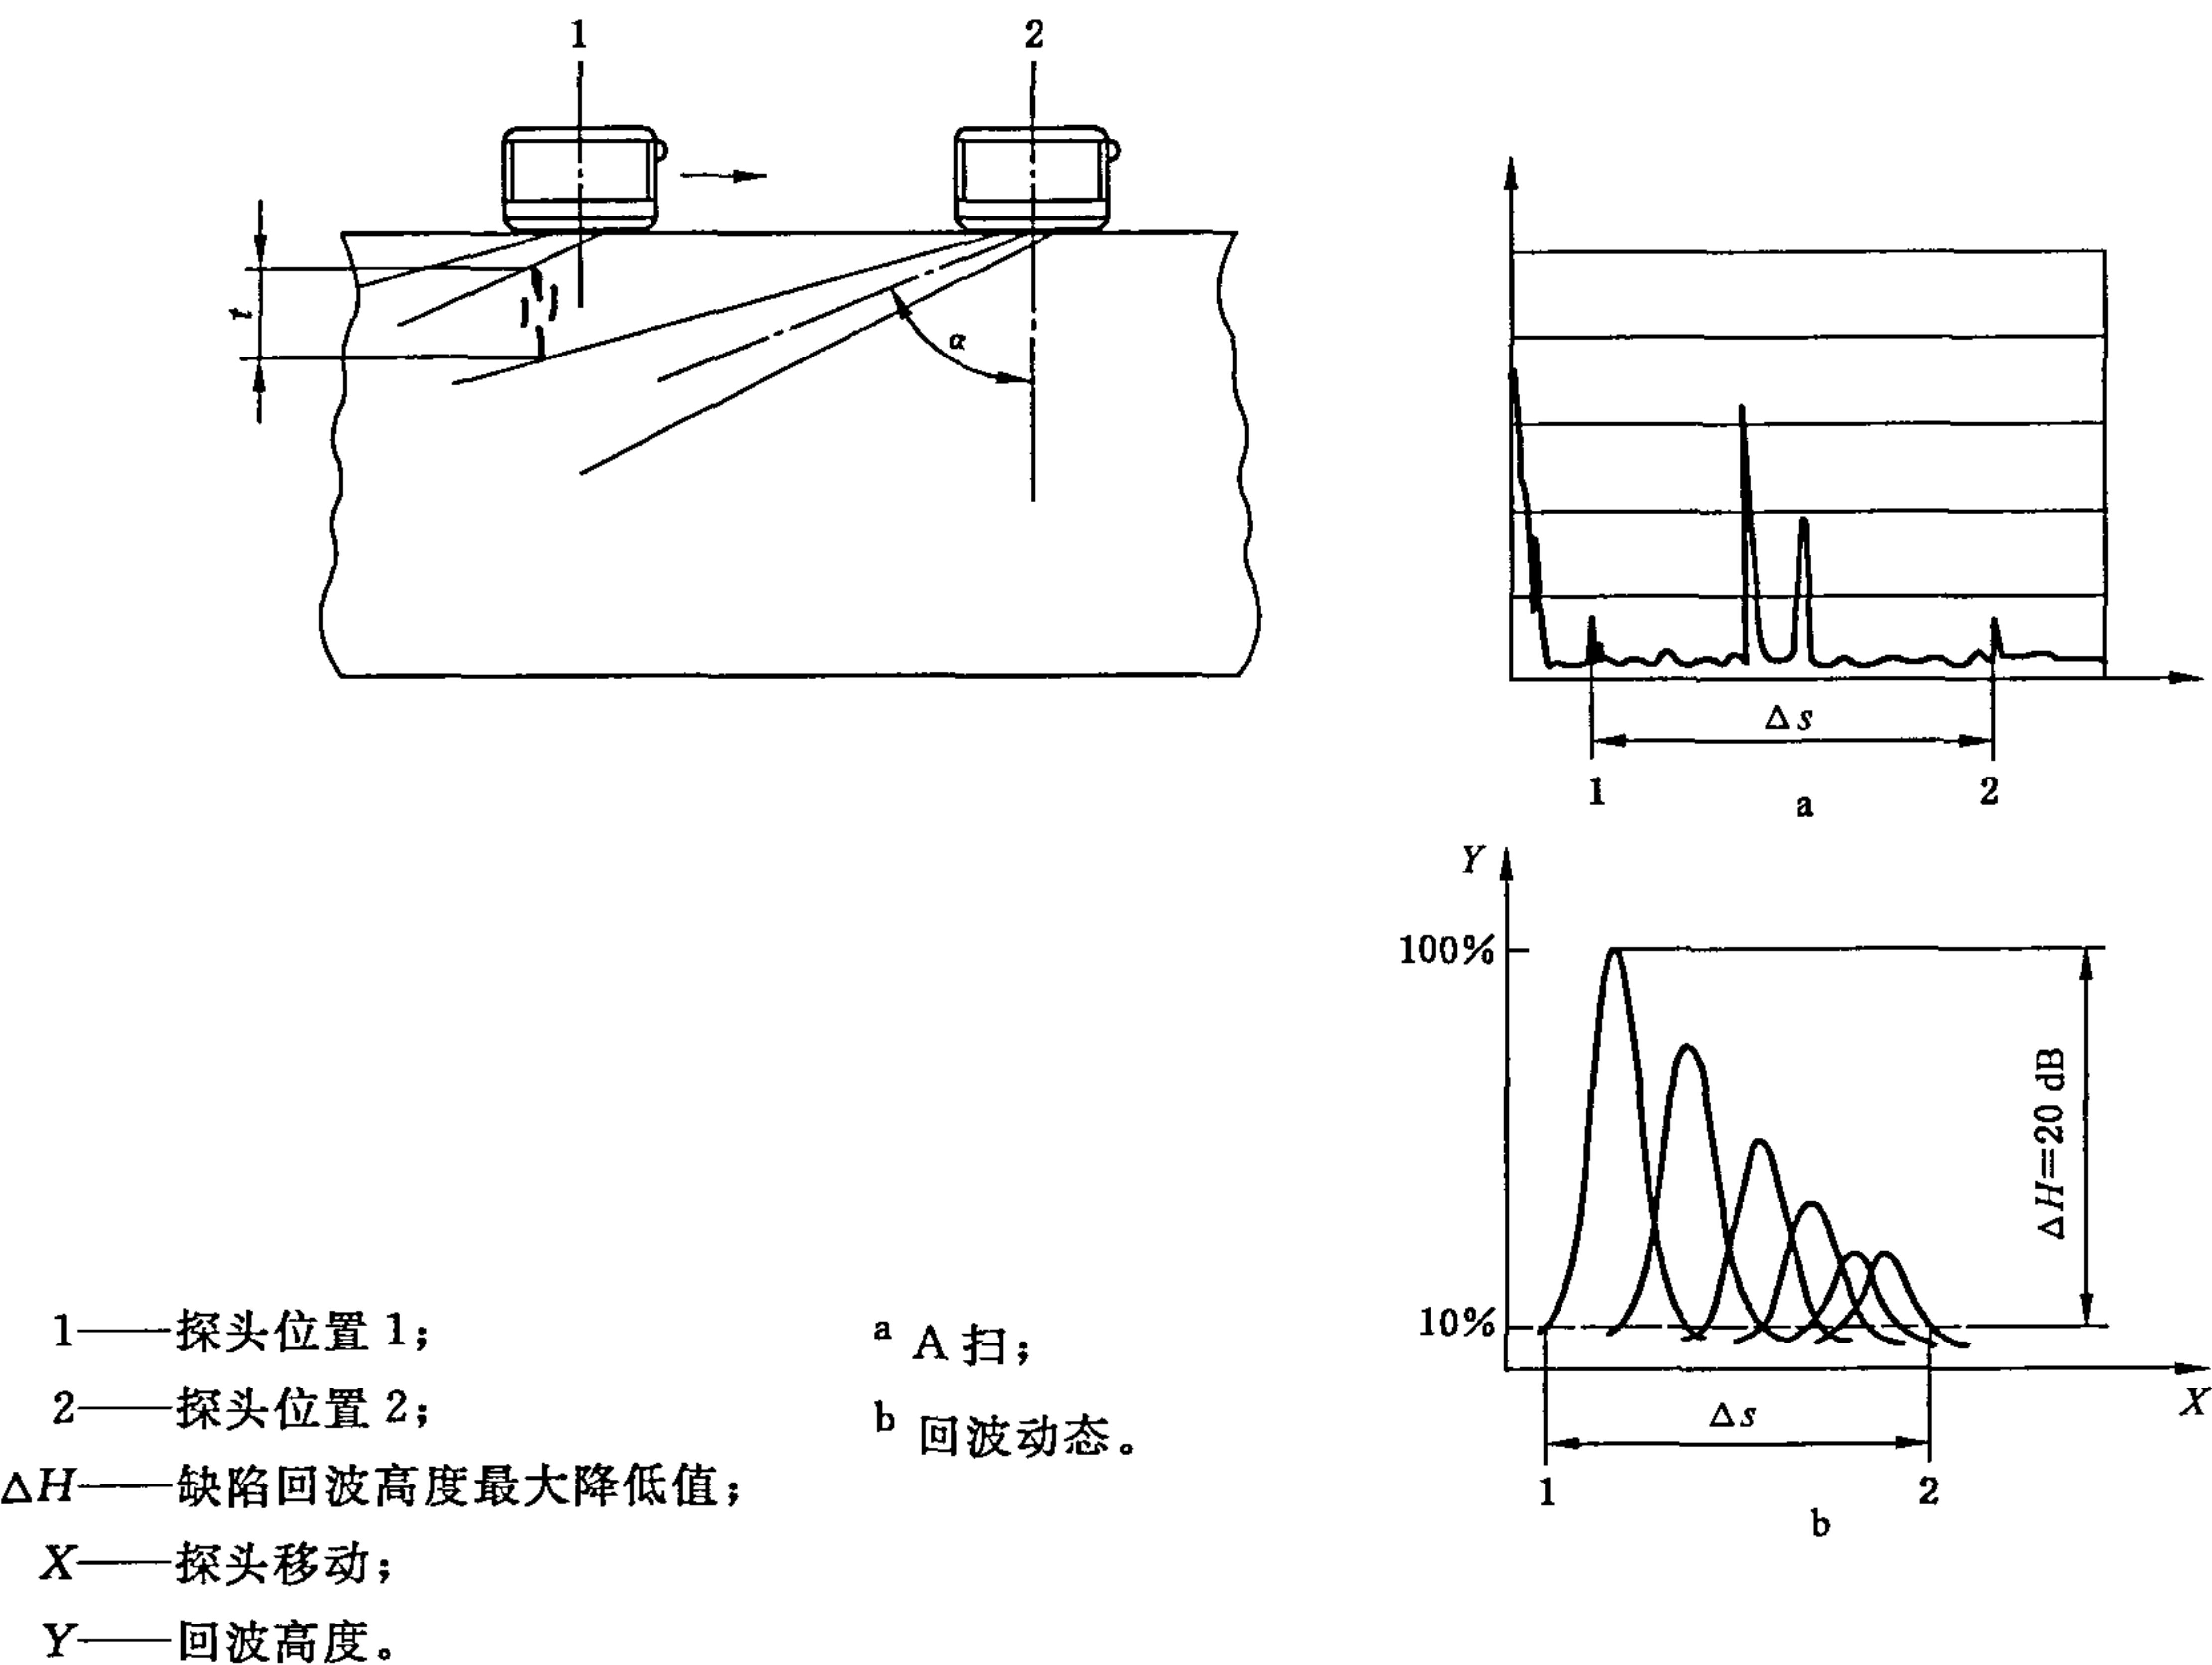 1
2
t
α
Δs
1
2
a
Y
100%
10%
ΔH=20 dB
X
Δs
1
2
b
1——探头位置1;
2——探头位置2;
ΔH——缺陷回波高度最大降低值;
X——探头移动;
Y——回波高度。
a A扫;
b 回波动态。